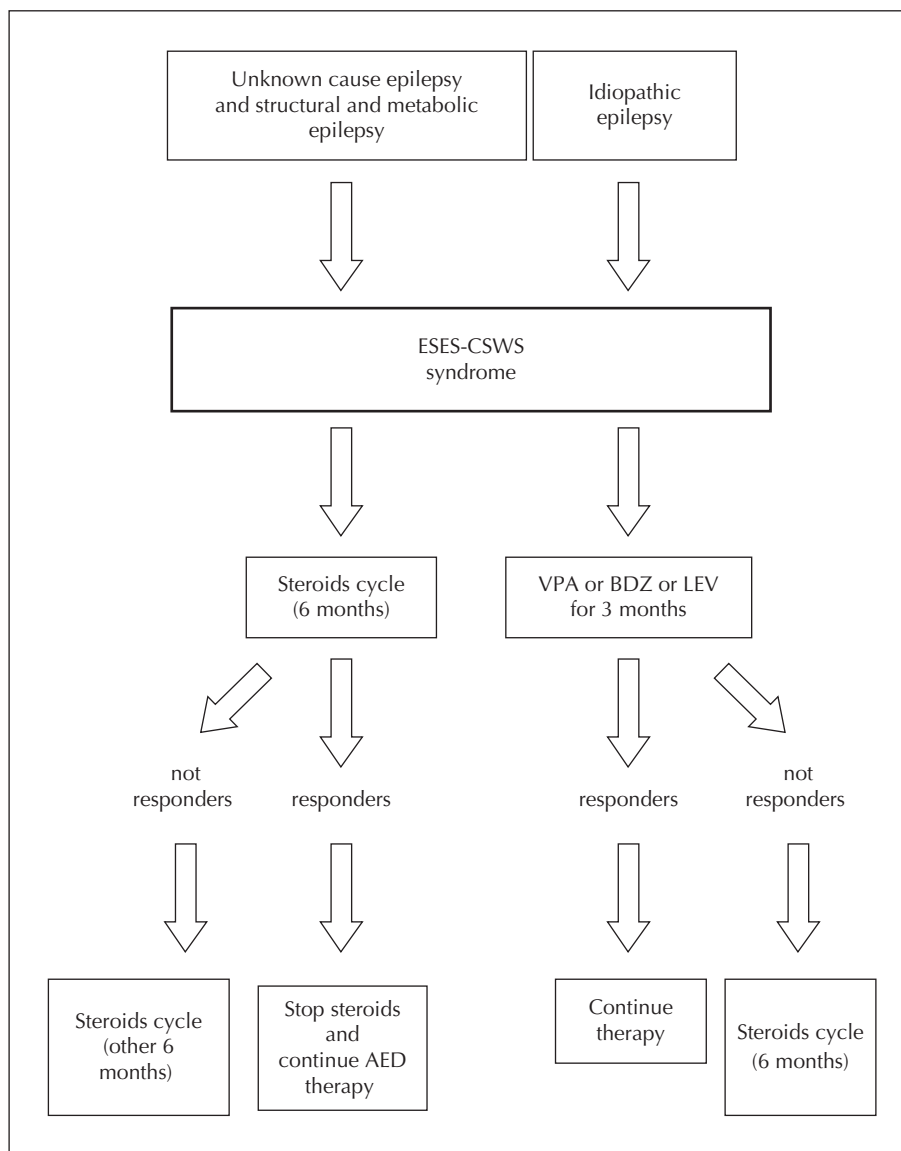 Unknown cause epilepsy
and structural and metabolic
epilepsy
Idiopathic
epilepsy
ESES-CSWS
syndrome
Steroids cycle
(6 months)
VPA or BDZ or LEV
for 3 months
not
responders
responders
responders
not
responders
Steroids cycle
(other 6
months)
Stop steroids
and
continue AED
therapy
Continue
therapy
Steroids cycle
(6 months)